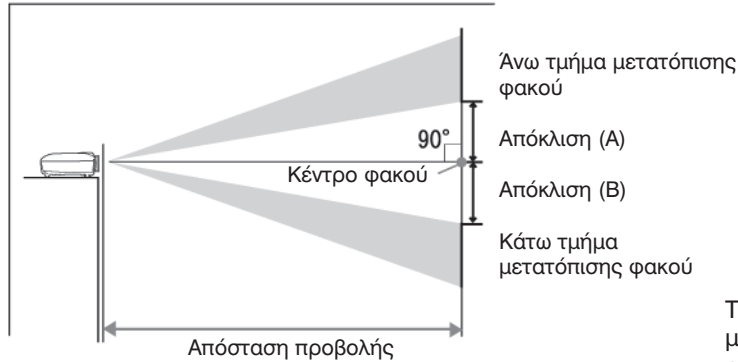 Άνω τμήμα μετατόπισης
φακού
90°
Απόκλιση (A)
Κέντρο φακού
Απόκλιση (B)
Κάτω τμήμα
μετατόπισης φακού
Απόσταση προβολής